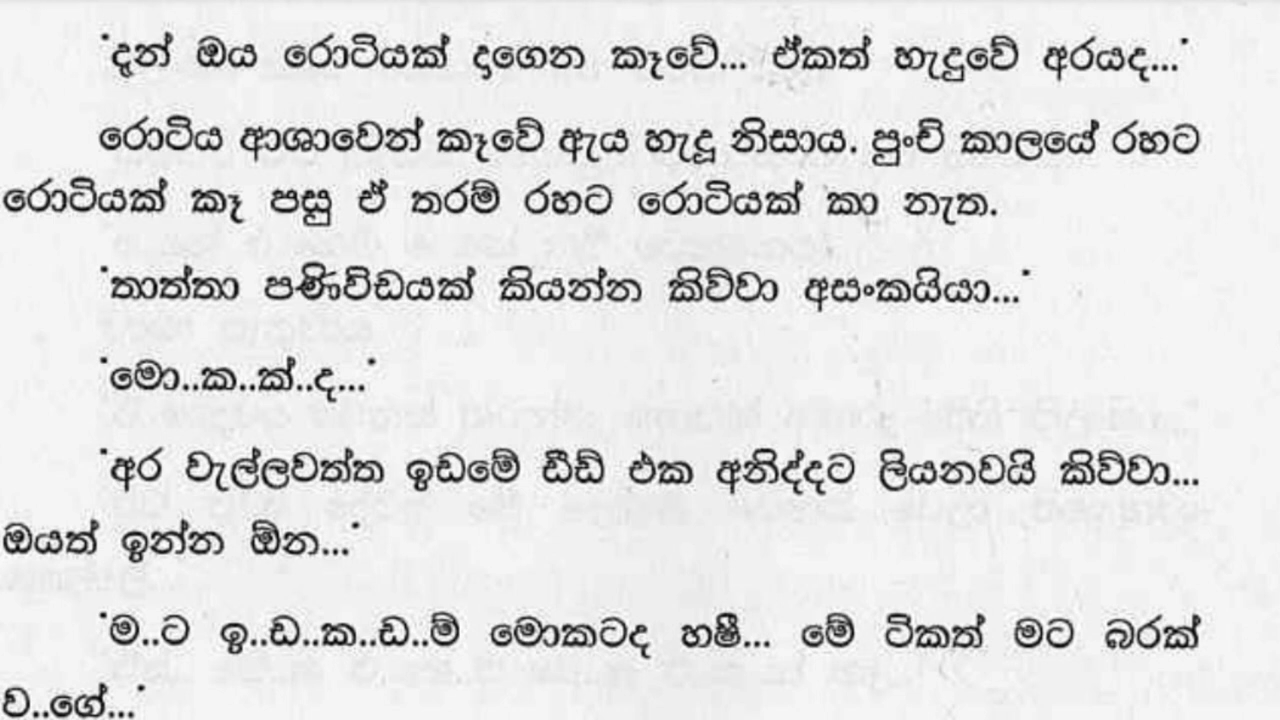 'දැන් ඔය රොටියක් දාගෙන කෑවේ... ඒකත් හැදුවේ අරයද...'
රොටිය ආශාවෙන් කෑවේ ඇය හැදූ නිසාය. පුංචි කාලයේ රහට
රොටියක් කෑ පසු ඒ තරම් රහට රොටියක් කා නැත.
'තාත්තා පණිවිඩයක් කියන්න කිව්වා අසංකයියා...'
'මො..ක..ක්..ද...'
'අර වැල්ලවත්ත ඉඩමේ ඩීඩ් එක අනිද්දට ලියනවයි කිව්වා...
ඔයත් ඉන්න ඕන...'
'ම..ට ඉ..ඩ..ක..ඩ..ම් මොකටද හෂී... මේ ටිකත් මට බරක්
ව..ගේ...'